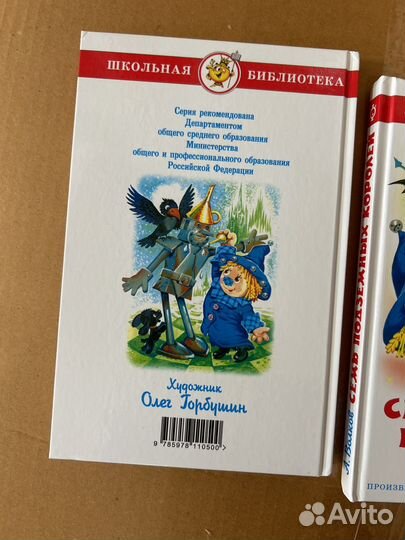 ШКОЛЬНАЯ БИБЛИОТЕКА
Серия рекомендована
Департаментом
общего среднего образования
Министерства
общего и профессионального образования
Российской Федерации
Художник
Олег Горбушин
9 785978 110500 >
Л. Волков СЕМЬ ПОДЗЕМНЫХ КОРОЛЕЙ
ПРОИЗВ
Avito